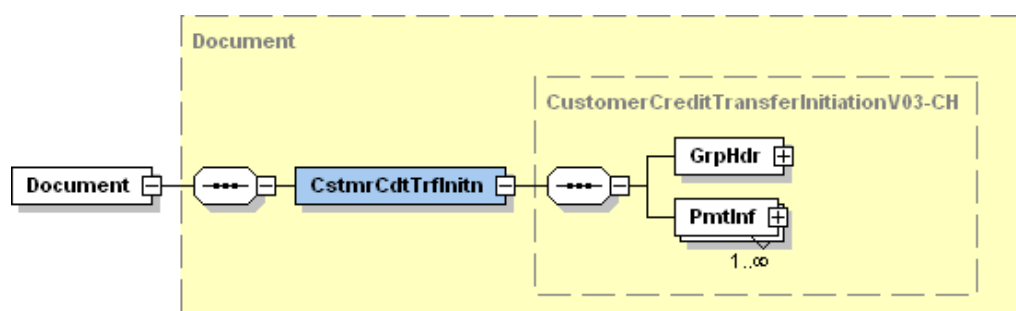 Document
CustomerCreditTransferInitiationV03-CH
GrpHdr
Document
CstmrCdtTrfInitn
PmtInf
1..∞